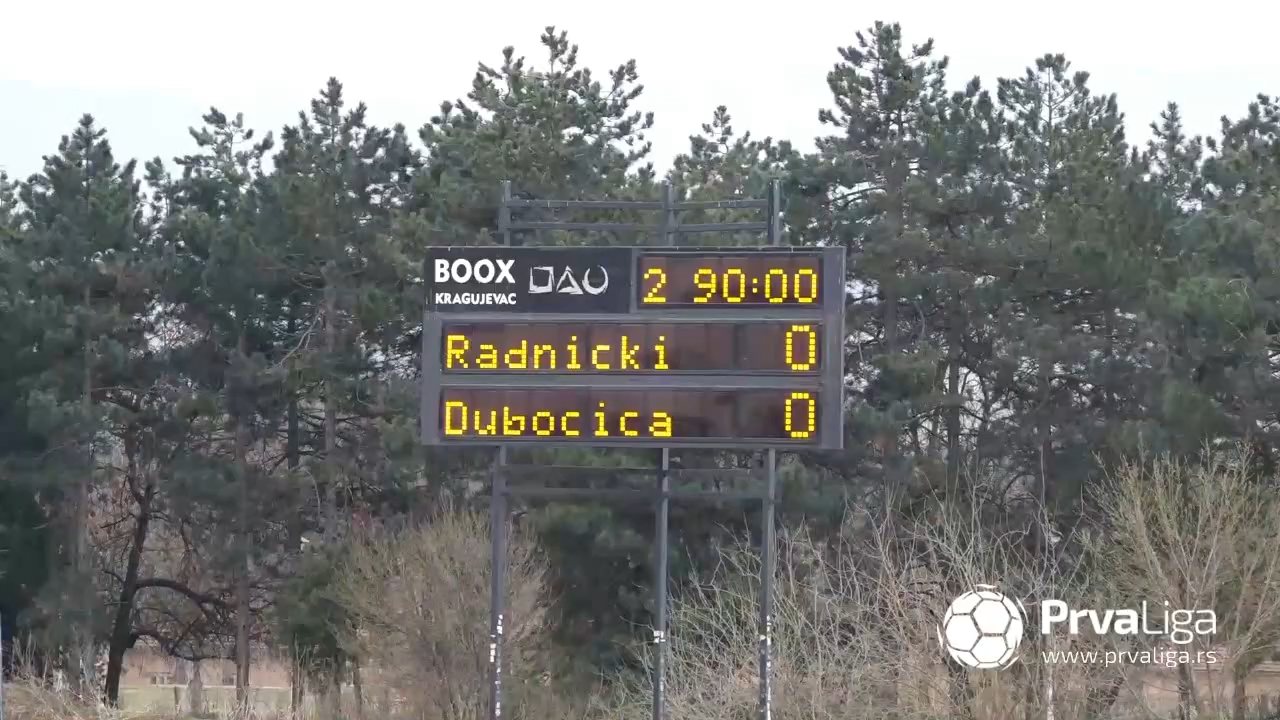 BOOX
KRAGUJEVAC
2 90:00
Radnicki 0
Dubocica 0
PrvaLiga
www.prvaliga.rs